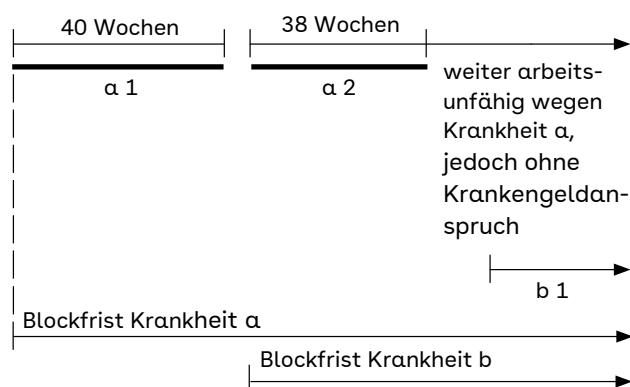 40 Wochen
38 Wochen
a 1
a 2
weiter arbeits-
unfähig wegen
Krankheit a,
jedoch ohne
Krankengeldan-
spruch
b 1
Blockfrist Krankheit a
Blockfrist Krankheit b